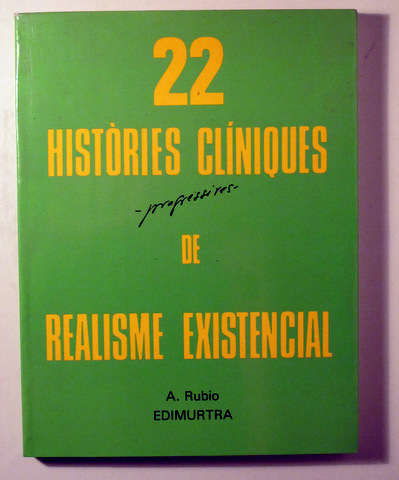 22
HISTÒRIES CLÍNIQUES
-progressives-
DE
REALISME EXISTENCIAL
A. Rubio
EDIMURTRA